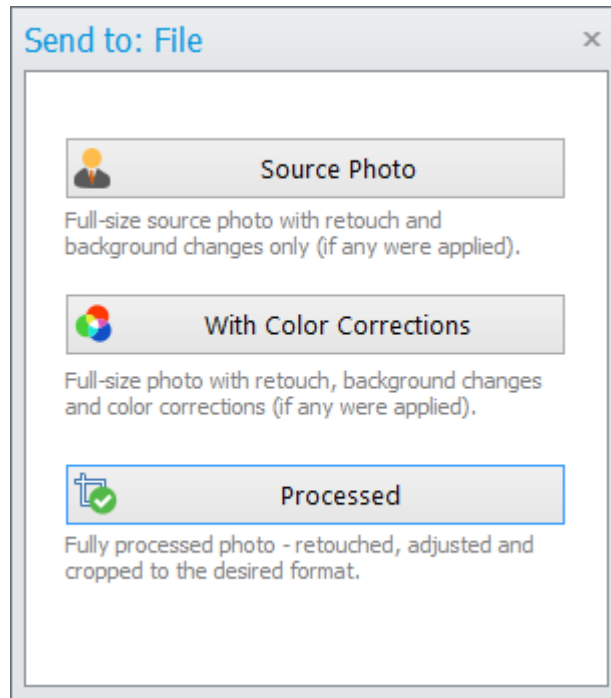 Send to: File
Source Photo
Full-size source photo with retouch and
background changes only (if any were applied).
With Color Corrections
Full-size photo with retouch, background changes
and color corrections (if any were applied).
Processed
Fully processed photo - retouched, adjusted and
cropped to the desired format.